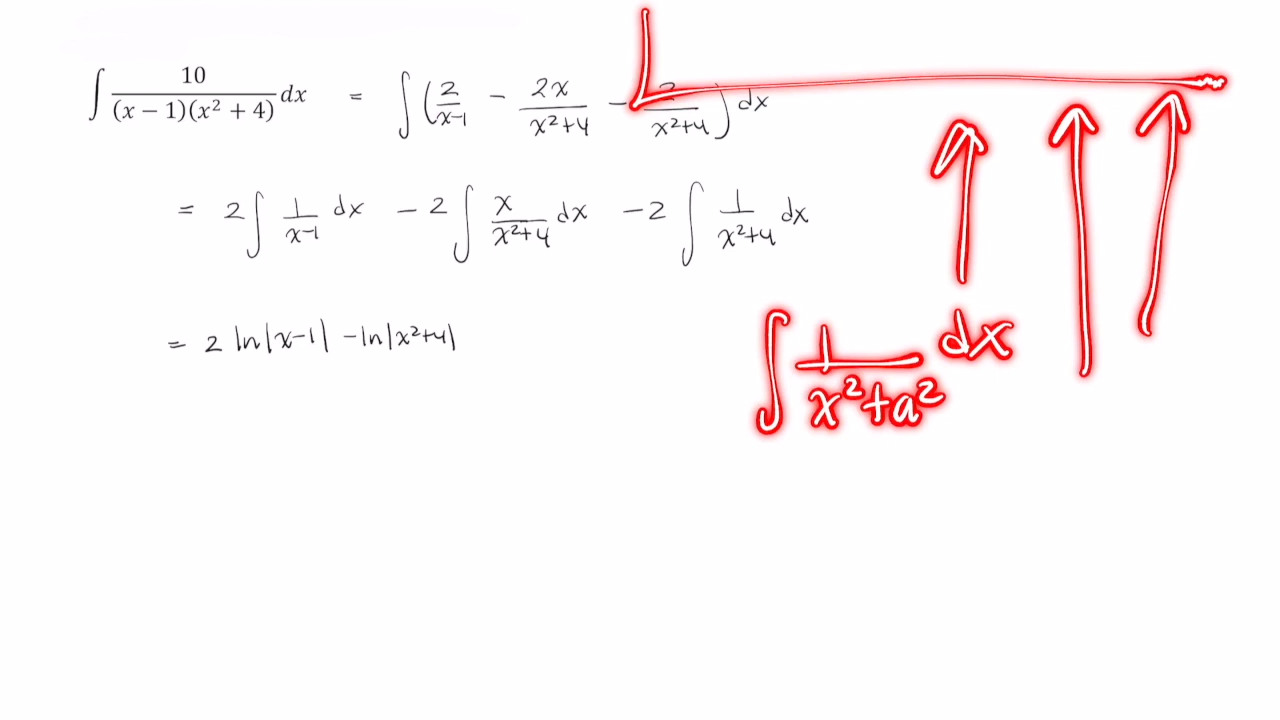 ∫ 10/((x − 1)(x² + 4)) dx = ∫ (2/(x-1) − 2x/(x²+4) − 2/(x²+4)) dx
= 2 ∫ 1/(x-1) dx − 2 ∫ x/(x²+4) dx − 2 ∫ 1/(x²+4) dx
= 2 ln|x-1| - ln|x²+4|
∫ 1/(x²+a²) dx